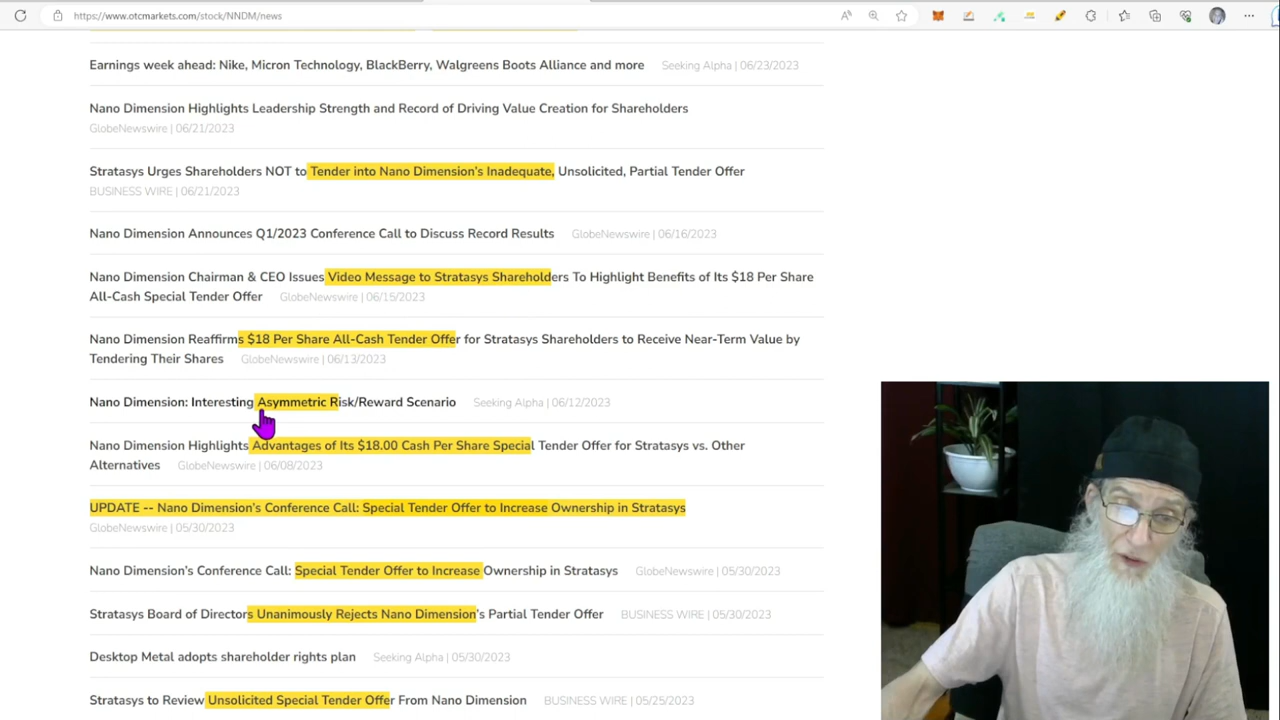 https://www.otcmarkets.com/stock/NNDM/news
Earnings week ahead: Nike, Micron Technology, BlackBerry, Walgreens Boots Alliance and more Seeking Alpha | 06/23/2023
Nano Dimension Highlights Leadership Strength and Record of Driving Value Creation for Shareholders
GlobeNewswire | 06/21/2023
Stratasys Urges Shareholders NOT to Tender into Nano Dimension's Inadequate, Unsolicited, Partial Tender Offer
BUSINESS WIRE | 06/21/2023
Nano Dimension Announces Q1/2023 Conference Call to Discuss Record Results GlobeNewswire | 06/16/2023
Nano Dimension Chairman & CEO Issues Video Message to Stratasys Shareholders To Highlight Benefits of Its $18 Per Share
All-Cash Special Tender Offer GlobeNewswire | 06/15/2023
Nano Dimension Reaffirms $18 Per Share All-Cash Tender Offer for Stratasys Shareholders to Receive Near-Term Value by
Tendering Their Shares GlobeNewswire | 06/13/2023
Nano Dimension: Interesting Asymmetric Risk/Reward Scenario Seeking Alpha | 06/12/2023
Nano Dimension Highlights Advantages of Its $18.00 Cash Per Share Special Tender Offer for Stratasys vs. Other
Alternatives GlobeNewswire | 06/08/2023
UPDATE -- Nano Dimension's Conference Call: Special Tender Offer to Increase Ownership in Stratasys
GlobeNewswire | 05/30/2023
Nano Dimension's Conference Call: Special Tender Offer to Increase Ownership in Stratasys GlobeNewswire | 05/30/2023
Stratasys Board of Directors Unanimously Rejects Nano Dimension's Partial Tender Offer BUSINESS WIRE | 05/30/2023
Desktop Metal adopts shareholder rights plan Seeking Alpha | 05/30/2023
Stratasys to Review Unsolicited Special Tender Offer From Nano Dimension BUSINESS WIRE | 05/25/2023